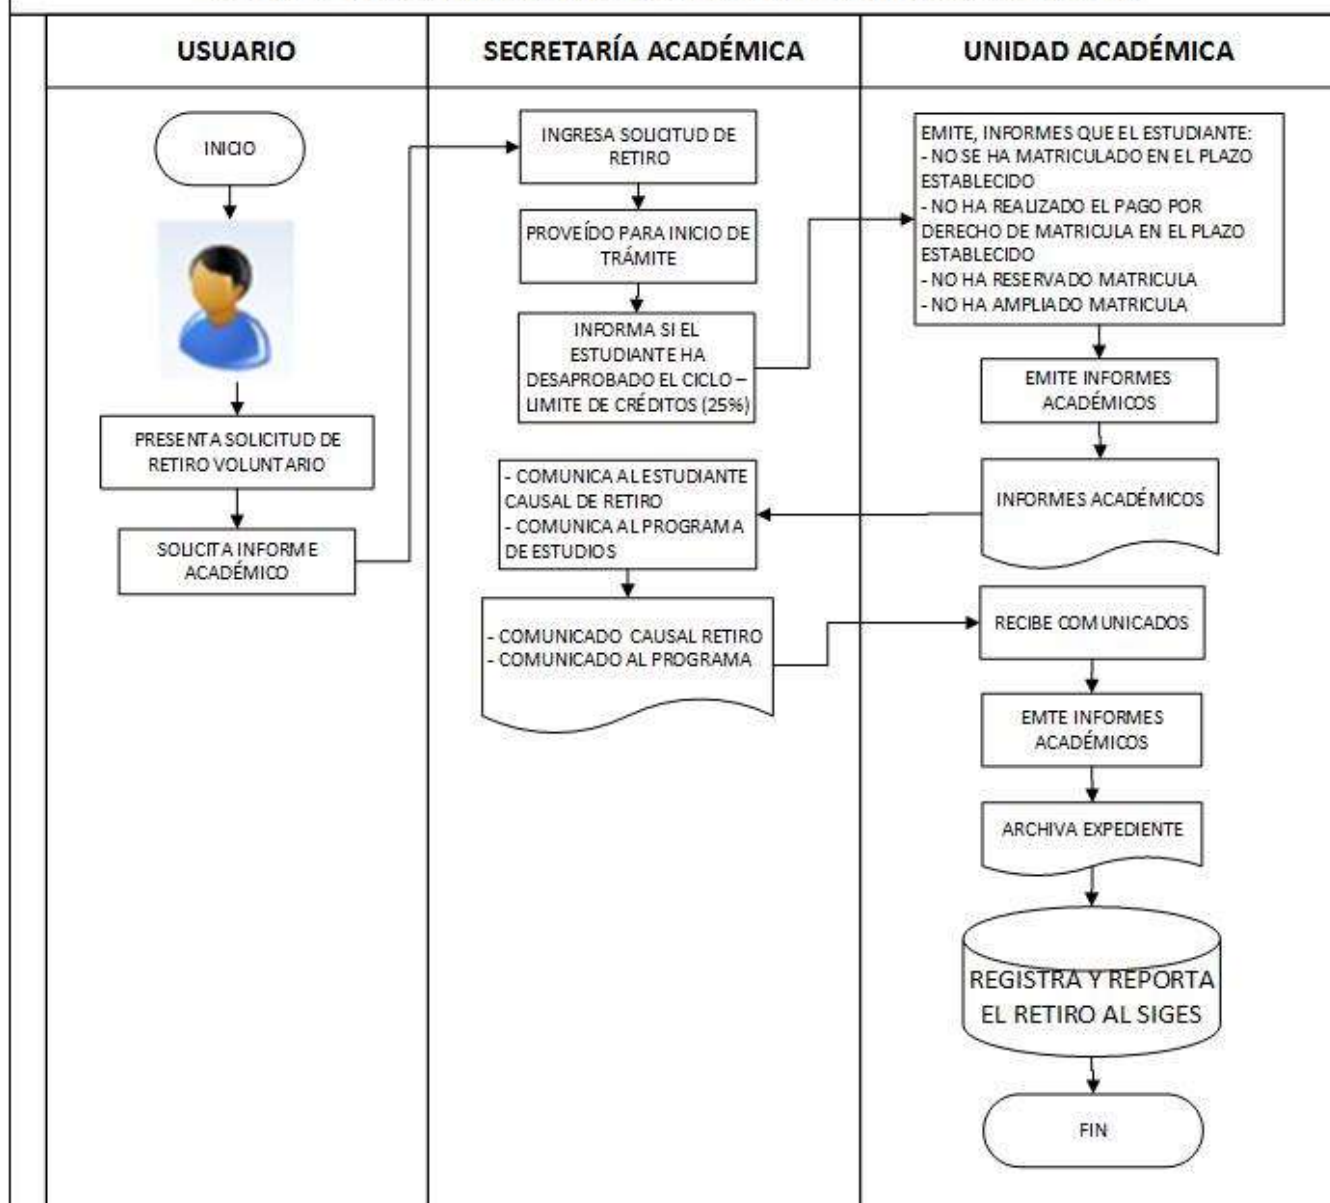 USUARIO
SECRETARÍA ACADÉMICA
UNIDAD ACADÉMICA
INICIO
PRESENTA SOLICITUD DE
RETIRO VOLUNTARIO
SOLICITA INFORME
ACADÉMICO
INGRESA SOLICITUD DE
RETIRO
PROVEÍDO PARA INICIO DE
TRÁMITE
INFORMA SI EL
ESTUDIANTE HA
DESAPROBADO EL CICLO –
LIMITE DE CRÉDITOS (25%)
EMITE, INFORMES QUE EL ESTUDIANTE:
- NO SE HA MATRICULADO EN EL PLAZO
ESTABLECIDO
- NO HA REALIZADO EL PAGO POR
DERECHO DE MATRICULA EN EL PLAZO
ESTABLECIDO
- NO HA RESERVADO MATRICULA
- NO HA AMPLIADO MATRICULA
EMITE INFORMES
ACADÉMICOS
INFORMES ACADÉMICOS
- COMUNICA AL ESTUDIANTE
CAUSAL DE RETIRO
- COMUNICA AL PROGRAMA
DE ESTUDIOS
- COMUNICADO CAUSAL RETIRO
- COMUNICADO AL PROGRAMA
RECIBE COMUNICADOS
EMTE INFORMES
ACADÉMICOS
ARCHIVA EXPEDIENTE
REGISTRA Y REPORTA
EL RETIRO AL SIGES
FIN